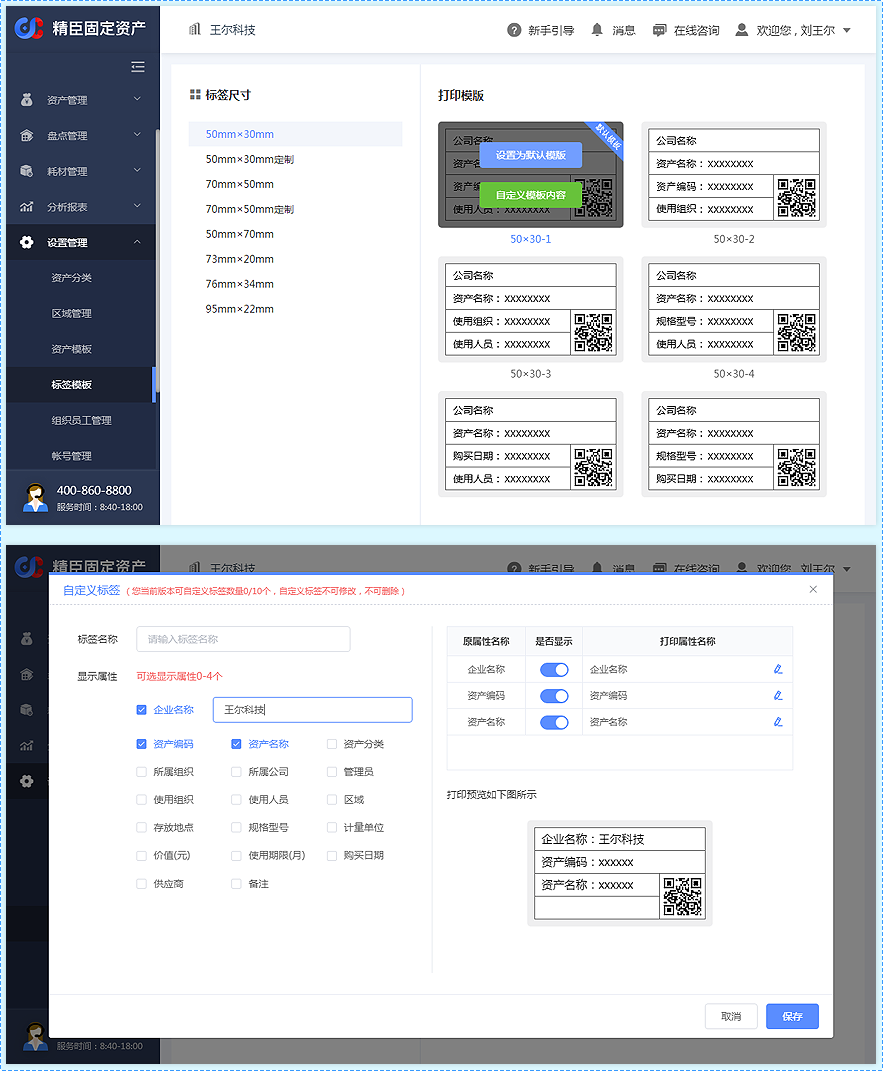 精臣固定资产
王尔科技
新手引导 消息 在线咨询 欢迎您，刘王尔
资产管理
盘点管理
耗材管理
分析报表
设置管理
资产分类
区域管理
资产模板
标签模板
组织员工管理
帐号管理
400-860-8800
服务时间：8:40-18:00
标签尺寸
50mm×30mm
50mm×30mm定制
70mm×50mm
70mm×50mm定制
50mm×70mm
73mm×20mm
76mm×34mm
95mm×22mm
打印模版
公司名称
资产名
资产编
使用人员：
默认模板
设置为默认模版
自定义模板内容
50×30-1
公司名称
资产名称：XXXXXXXX
资产编码：XXXXXXXX
使用组织：XXXXXXXX
50×30-2
公司名称
资产名称：XXXXXXXX
使用组织：XXXXXXXX
使用人员：XXXXXXXX
50×30-3
公司名称
资产名称：XXXXXXXX
规格型号：XXXXXXXX
使用人员：XXXXXXXX
50×30-4
公司名称
资产名称：XXXXXXXX
购买日期：XXXXXXXX
使用人员：XXXXXXXX
公司名称
资产名称：XXXXXXXX
规格型号：XXXXXXXX
购买日期：XXXXXXXX
精臣固定资产
王尔科技
新手引导 消息 在线咨询 欢迎您，刘王尔
服务时间：8:40-18:00
自定义标签（您当前版本可自定义标签数量0/10个，自定义标签不可修改，不可删除）
标签名称 请输入标签名称
显示属性 可选显示属性0-4个
企业名称 王尔科技
资产编码 资产名称 资产分类
所属组织 所属公司 管理员
使用组织 使用人员 区域
存放地点 规格型号 计量单位
价值(元) 使用期限(月) 购买日期
供应商 备注
原属性名称 是否显示 打印属性名称
企业名称 企业名称
资产编码 资产编码
资产名称 资产名称
打印预览如下图所示
企业名称：王尔科技
资产编码：xxxxxx
资产名称：xxxxxx
取消 保存